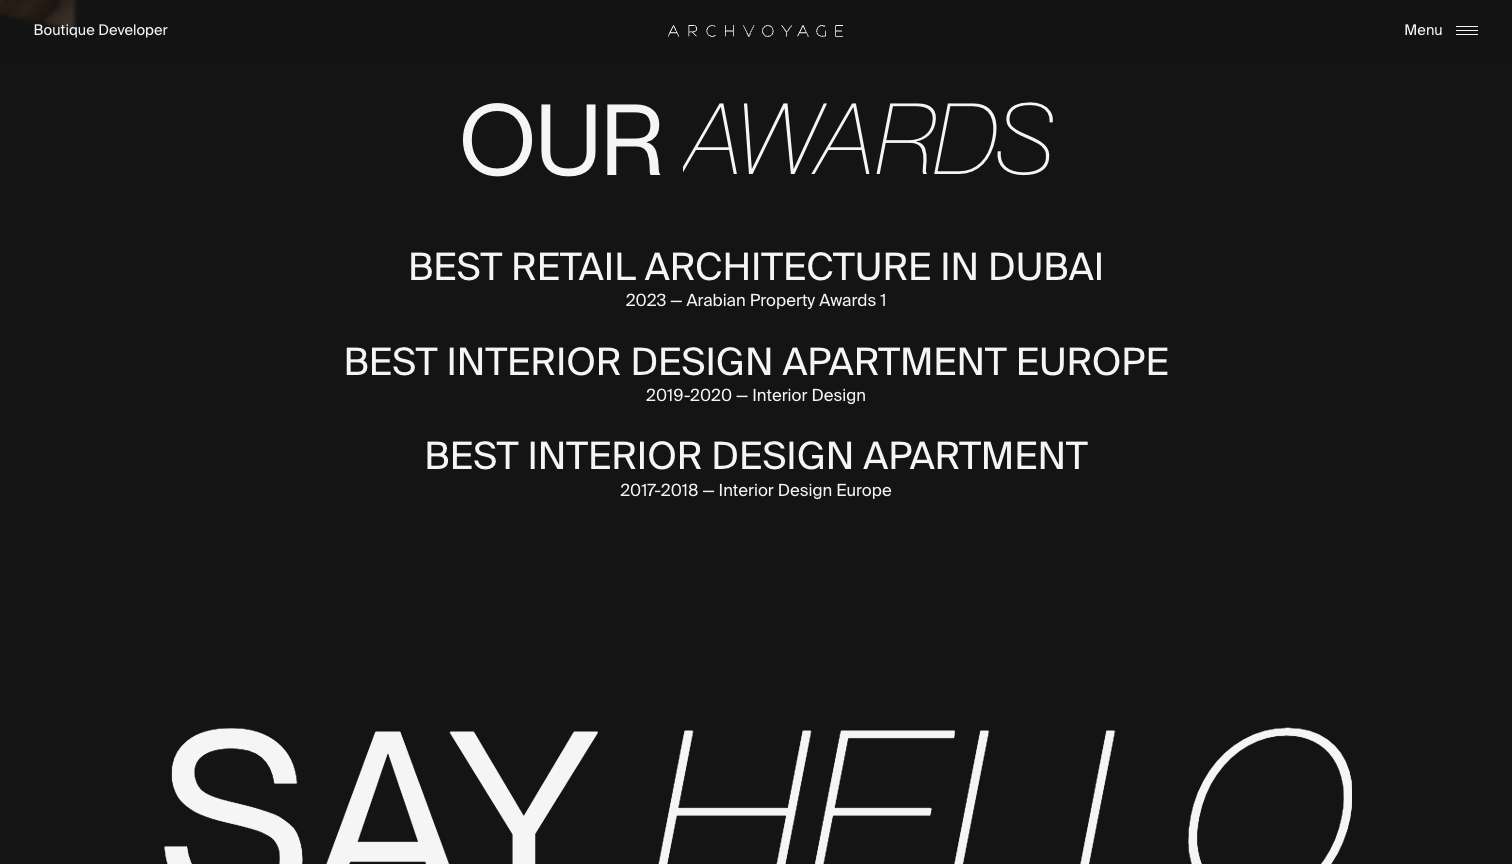 Boutique Developer
ARCHVOYAGE
Menu
OUR AWARDS
BEST RETAIL ARCHITECTURE IN DUBAI
2023 — Arabian Property Awards 1
BEST INTERIOR DESIGN APARTMENT EUROPE
2019-2020 — Interior Design
BEST INTERIOR DESIGN APARTMENT
2017-2018 — Interior Design Europe
SAY HELLO